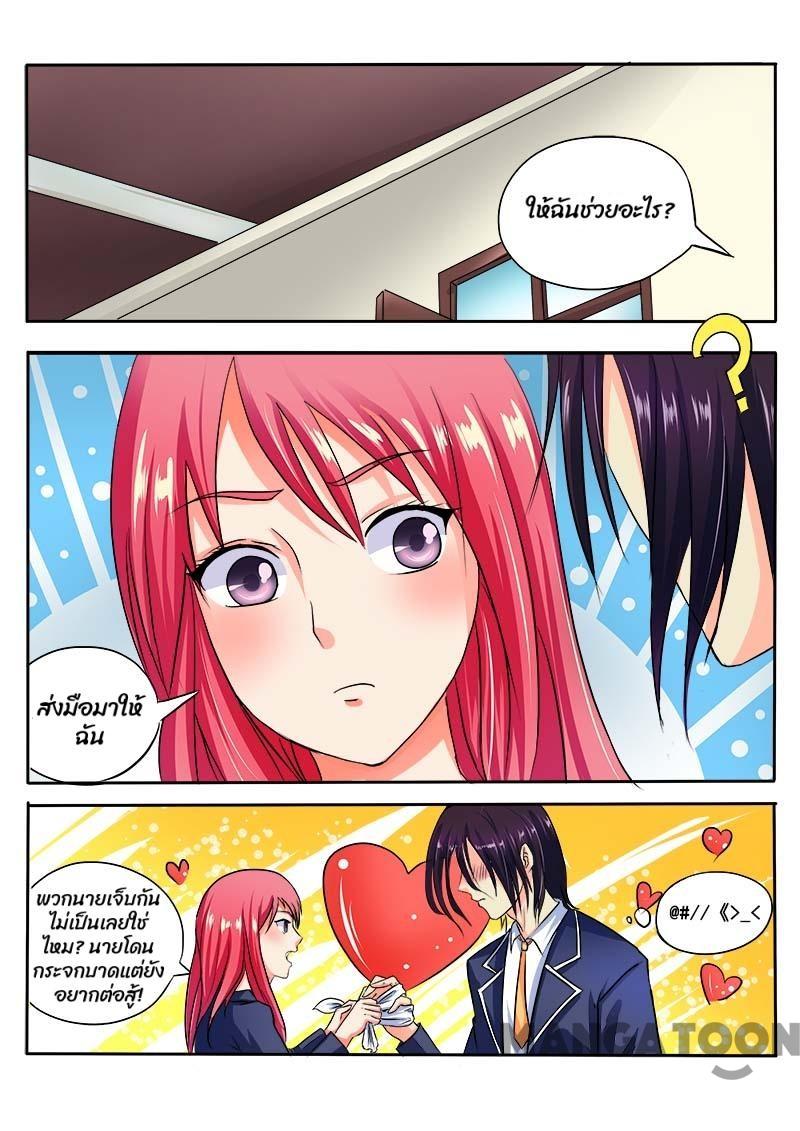 ให้ฉันช่วยอะไร?
?
ส่งมือมาให้
ฉัน
พวกนายเจ็บกัน
ไม่เป็นเลยใช่
ไหม? นายโดน
กระจกบาดแต่ยัง
อยากต่อสู้!
@#// 《>_<
MANGATOON